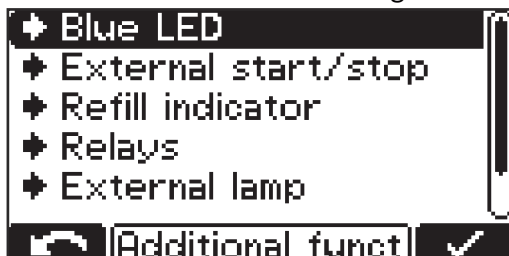 Blue LED
External start/stop
Refill indicator
Relays
External lamp
Additional funct